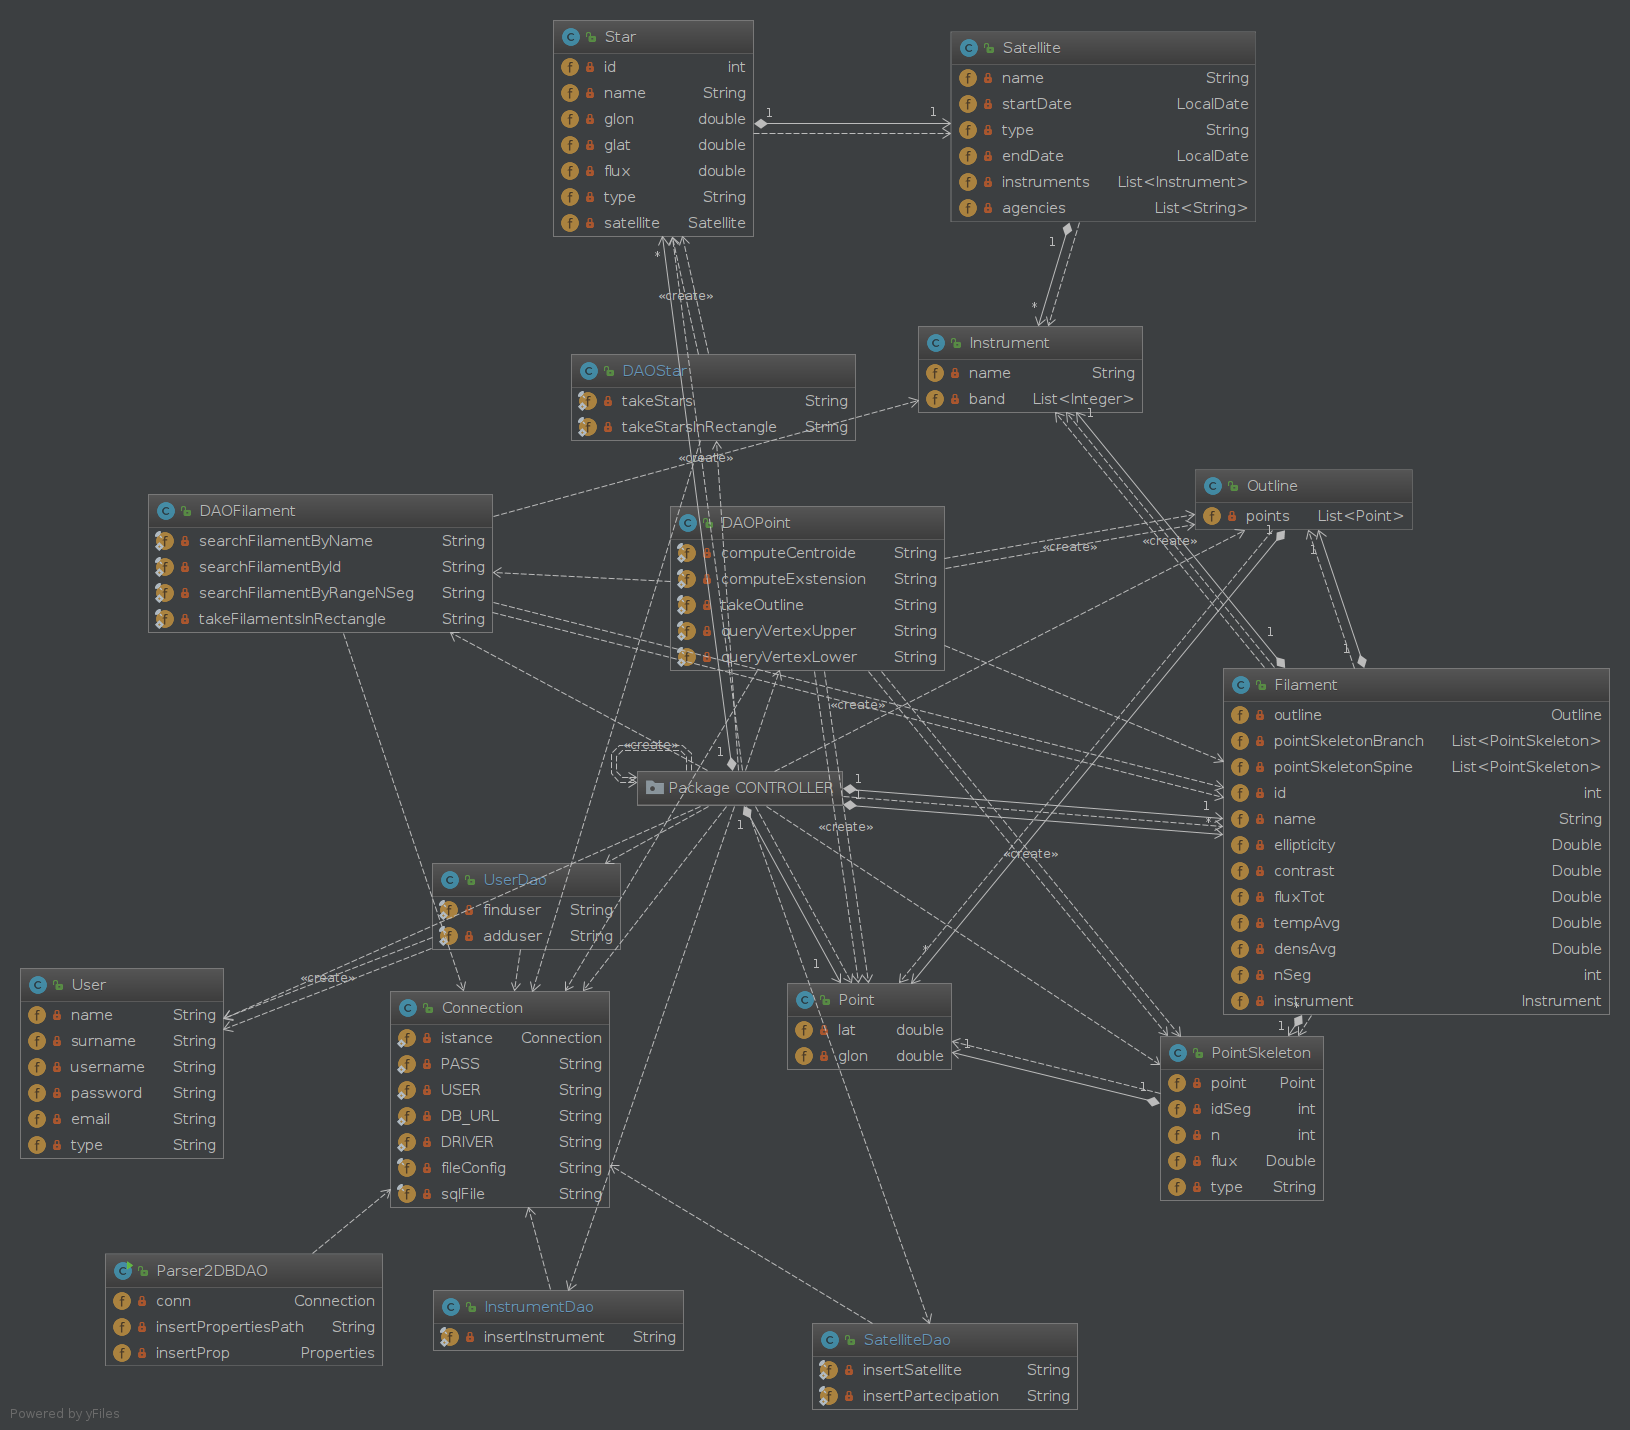 Star
id int
name String
glon double
glat double
flux double
type String
satellite Satellite
1 1
Satellite
name String
startDate LocalDate
type String
endDate LocalDate
instruments List<Instrument>
agencies List<String>
1
*
*
«create»
Instrument
name String
band List<Integer>
1
DAOStar
takeStars String
takeStarsInRectangle String
«create»
Outline
points List<Point>
1
1
«create»
«create»
DAOFilament
searchFilamentByName String
searchFilamentById String
searchFilamentByRangeNSeg String
takeFilamentsInRectangle String
DAOPoint
computeCentroide String
computeExstension String
takeOutline String
queryVertexUpper String
queryVertexLower String
1
1
«create»
Filament
outline Outline
pointSkeletonBranch List<PointSkeleton>
pointSkeletonSpine List<PointSkeleton>
id int
name String
ellipticity Double
contrast Double
fluxTot Double
tempAvg Double
densAvg Double
nSeg int
instrument Instrument
«create»
1
Package CONTROLLER
1
1
1
1
*
«create»
«create»
UserDao
finduser String
adduser String
«create»
*
1
User
name String
surname String
username String
password String
email String
type String
Connection
istance Connection
PASS String
USER String
DB_URL String
DRIVER String
fileConfig String
sqlFile String
Point
lat double
glon double
1
1
*
1
PointSkeleton
point Point
idSeg int
n int
flux Double
type String
Parser2DBDAO
conn Connection
insertPropertiesPath String
insertProp Properties
InstrumentDao
insertInstrument String
SatelliteDao
insertSatellite String
insertPartecipation String
Powered by yFiles